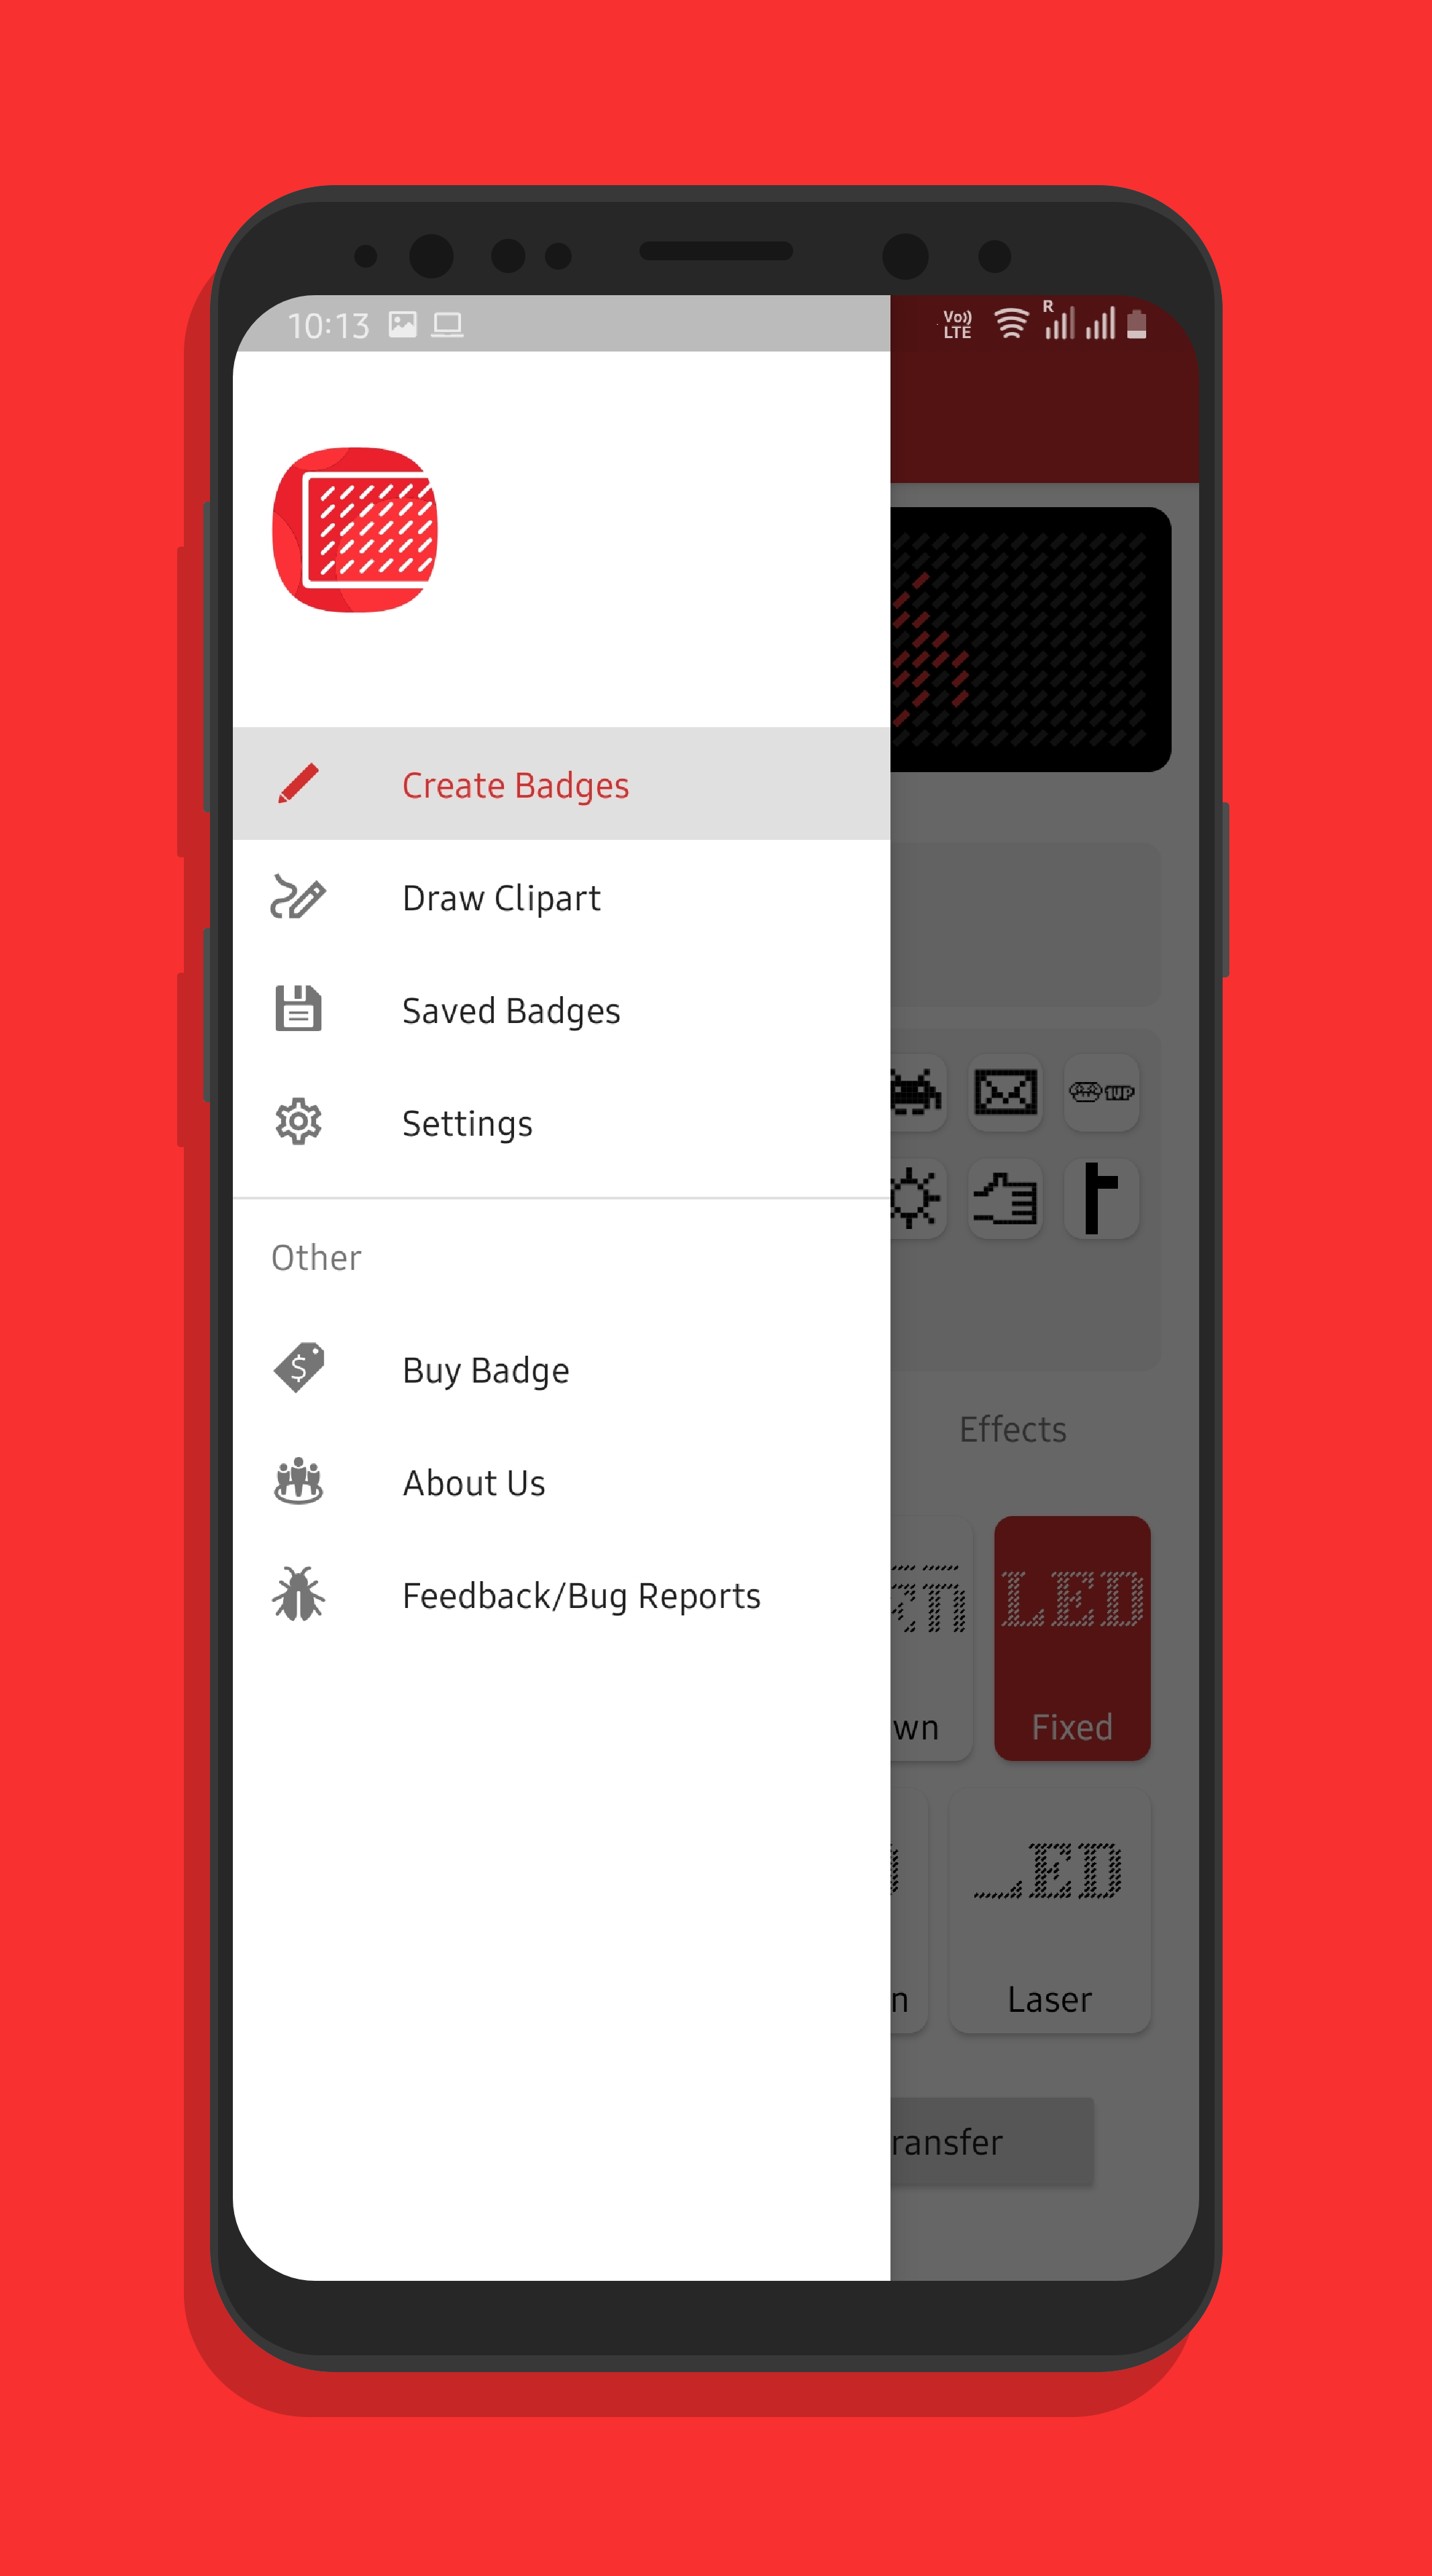 10:13
Vo)) R
LTE
Create Badges
Draw Clipart
Saved Badges
Settings
1UP
Other
Buy Badge
Effects
About Us
Feedback/Bug Reports
LED
wn
Fixed
ED
n
Laser
ransfer